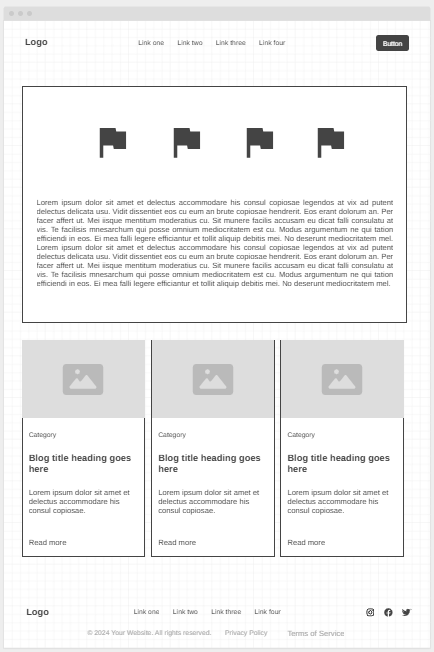 Logo Link one Link two Link three Link four Button
Lorem ipsum dolor sit amet et delectus accommodare his consul copiosae legendos at vix ad putent
delectus delicata usu. Vidit dissentiet eos cu eum an brute copiosae hendrerit. Eos erant dolorum an. Per
facer affert ut. Mei iisque mentitum moderatius cu. Sit munere facilis accusam eu dicat falli consulatu at
vis. Te facilisis mnesarchum qui posse omnium mediocritatem est cu. Modus argumentum ne qui tation
efficiendi in eos. Ei mea falli legere efficiantur et tollit aliquip debitis mei. No deserunt mediocritatem mel.
Lorem ipsum dolor sit amet et delectus accommodare his consul copiosae legendos at vix ad putent
delectus delicata usu. Vidit dissentiet eos cu eum an brute copiosae hendrerit. Eos erant dolorum an. Per
facer affert ut. Mei iisque mentitum moderatius cu. Sit munere facilis accusam eu dicat falli consulatu at
vis. Te facilisis mnesarchum qui posse omnium mediocritatem est cu. Modus argumentum ne qui tation
efficiendi in eos. Ei mea falli legere efficiantur et tollit aliquip debitis mei. No deserunt mediocritatem mel.
Category
Blog title heading goes
here
Lorem ipsum dolor sit amet et
delectus accommodare his
consul copiosae.
Read more
Category
Blog title heading goes
here
Lorem ipsum dolor sit amet et
delectus accommodare his
consul copiosae.
Read more
Category
Blog title heading goes
here
Lorem ipsum dolor sit amet et
delectus accommodare his
consul copiosae.
Read more
Logo Link one Link two Link three Link four
© 2024 Your Website. All rights reserved. Privacy Policy Terms of Service